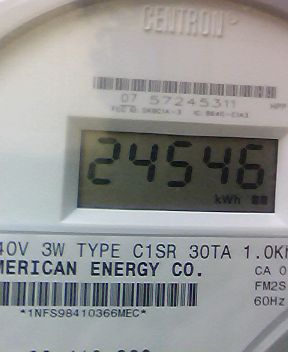 CENTRON
07 57245311
24546
kWh
40V 3W TYPE C1SR 30TA 1.0K
MERICAN ENERGY CO.
CA 0
FM2S
60Hz
*1NFS98410366MEC*